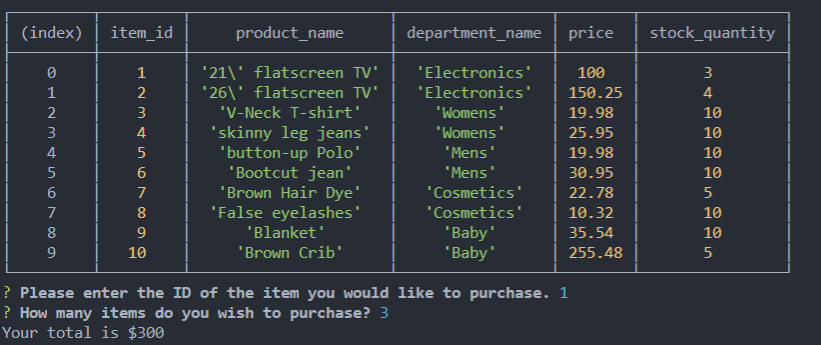 (index) item_id product_name department_name price stock_quantity
0 1 '21\' flatscreen TV' 'Electronics' 100 3
1 2 '26\' flatscreen TV' 'Electronics' 150.25 4
2 3 'V-Neck T-shirt' 'Womens' 19.98 10
3 4 'skinny leg jeans' 'Womens' 25.95 10
4 5 'button-up Polo' 'Mens' 19.98 10
5 6 'Bootcut jean' 'Mens' 30.95 10
6 7 'Brown Hair Dye' 'Cosmetics' 22.78 5
7 8 'False eyelashes' 'Cosmetics' 10.32 10
8 9 'Blanket' 'Baby' 35.54 10
9 10 'Brown Crib' 'Baby' 255.48 5
? Please enter the ID of the item you would like to purchase. 1
? How many items do you wish to purchase? 3
Your total is $300